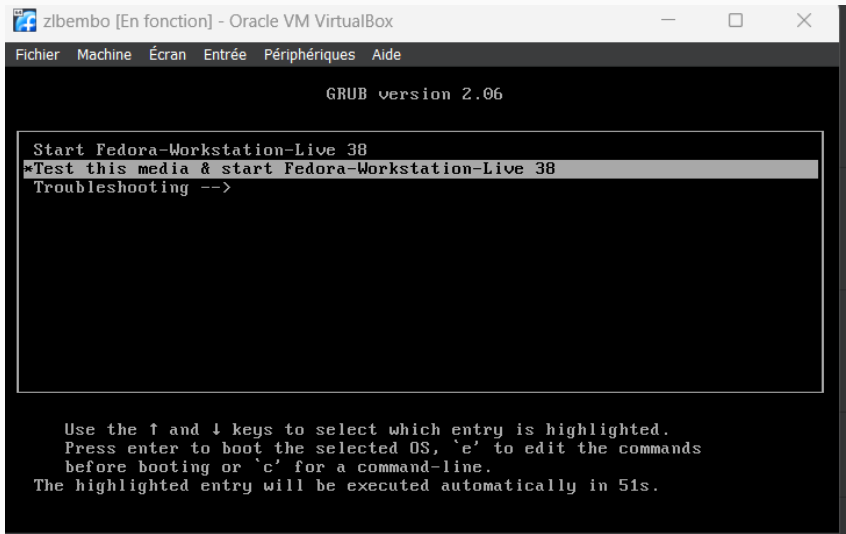 zlbembo [En fonction] - Oracle VM VirtualBox
Fichier Machine Écran Entrée Périphériques Aide
GRUB version 2.06
Start Fedora-Workstation-Live 38
*Test this media & start Fedora-Workstation-Live 38
Troubleshooting -->
Use the ↑ and ↓ keys to select which entry is highlighted.
Press enter to boot the selected OS, `e' to edit the commands
before booting or `c' for a command-line.
The highlighted entry will be executed automatically in 51s.